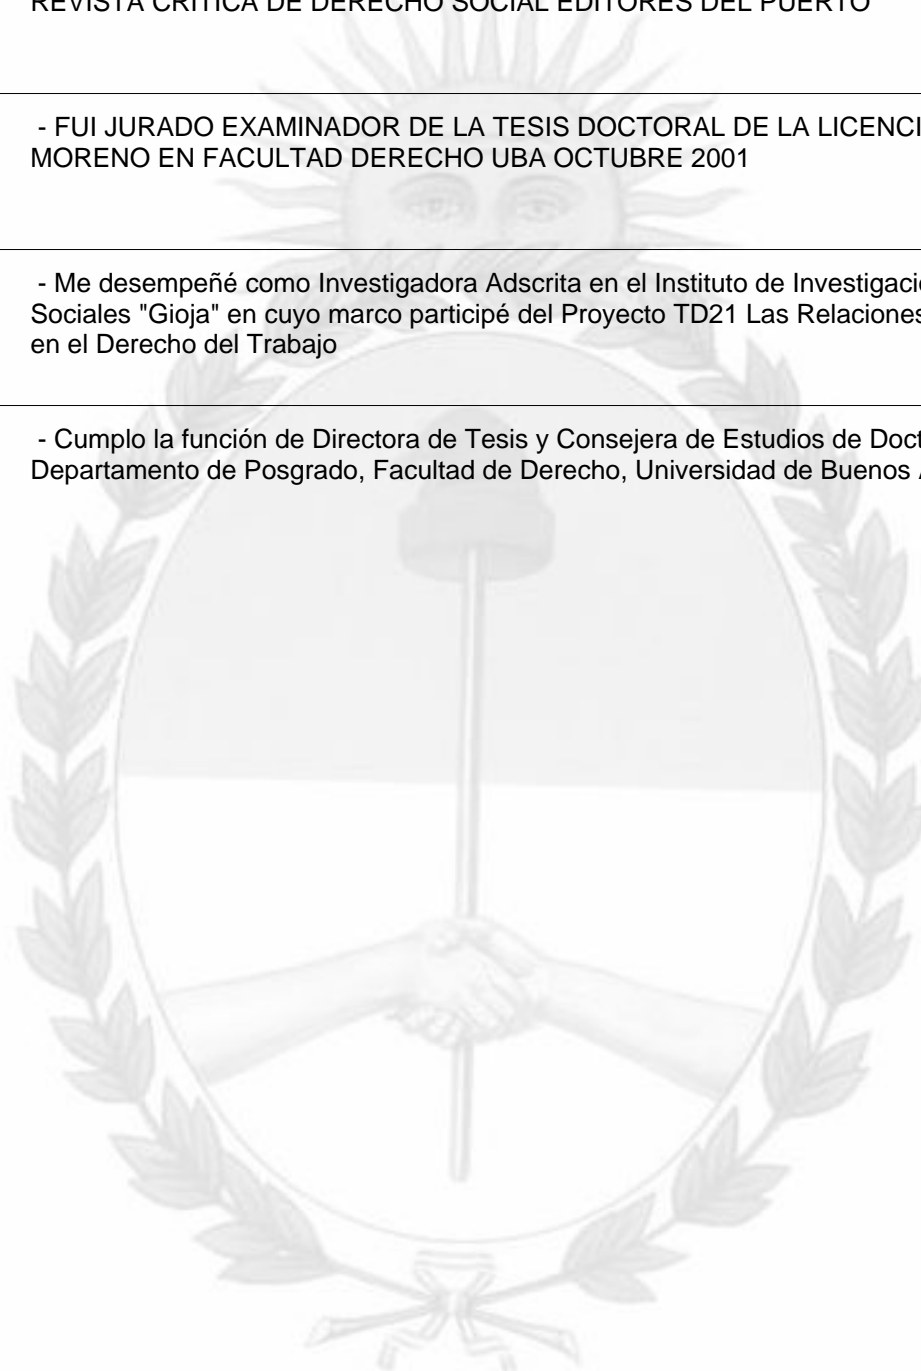 REVISTA CRITICA DE DERECHO SOCIAL EDITORES DEL PUERTO
- FUI JURADO EXAMINADOR DE LA TESIS DOCTORAL DE LA LICENCI
MORENO EN FACULTAD DERECHO UBA OCTUBRE 2001
- Me desempeñé como Investigadora Adscrita en el Instituto de Investigaci
Sociales "Gioja" en cuyo marco participé del Proyecto TD21 Las Relaciones
en el Derecho del Trabajo
- Cumplo la función de Directora de Tesis y Consejera de Estudios de Doct
Departamento de Posgrado, Facultad de Derecho, Universidad de Buenos